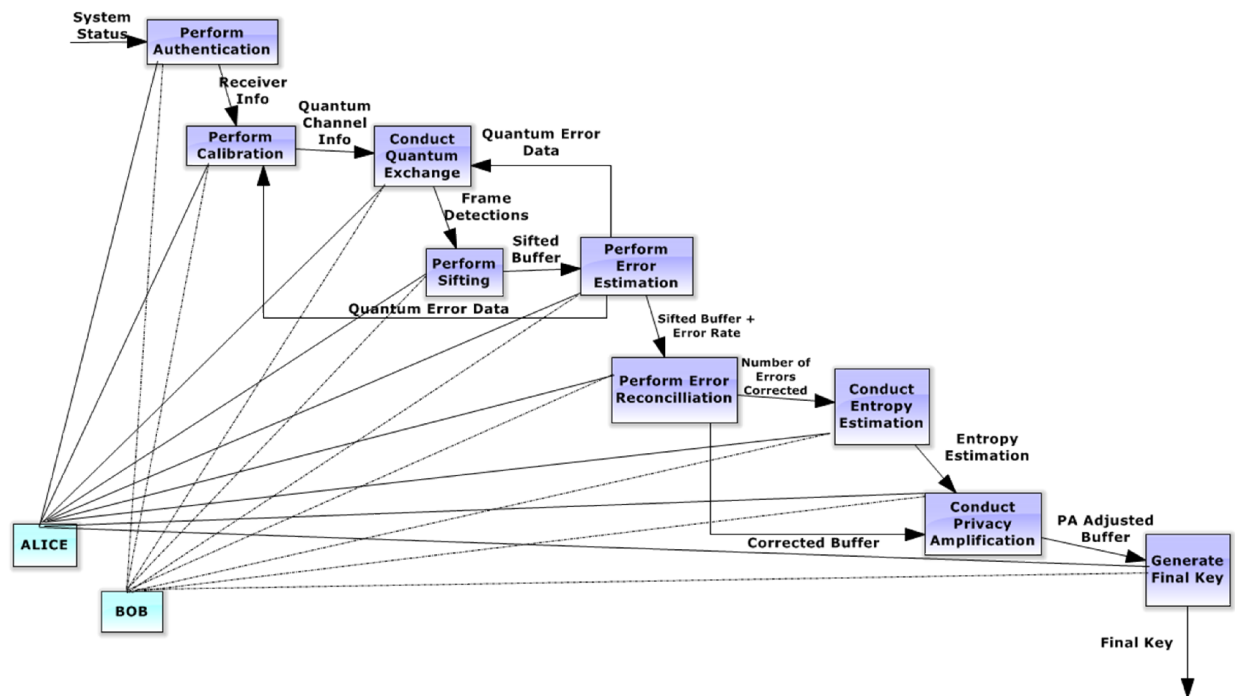 System
Status
Perform
Authentication
Receiver
Info
Quantum
Channel
Info
Perform
Calibration
Conduct
Quantum
Exchange
Quantum Error
Data
Frame
Detections
Sifted
Buffer
Perform
Sifting
Perform
Error
Estimation
Quantum Error Data
Sifted Buffer +
Error Rate
Perform Error
Reconcilliation
Number of
Errors
Corrected
Conduct
Entropy
Estimation
Entropy
Estimation
Conduct
Privacy
Amplification
Corrected Buffer
PA Adjusted
Buffer
Generate
Final Key
ALICE
BOB
Final Key